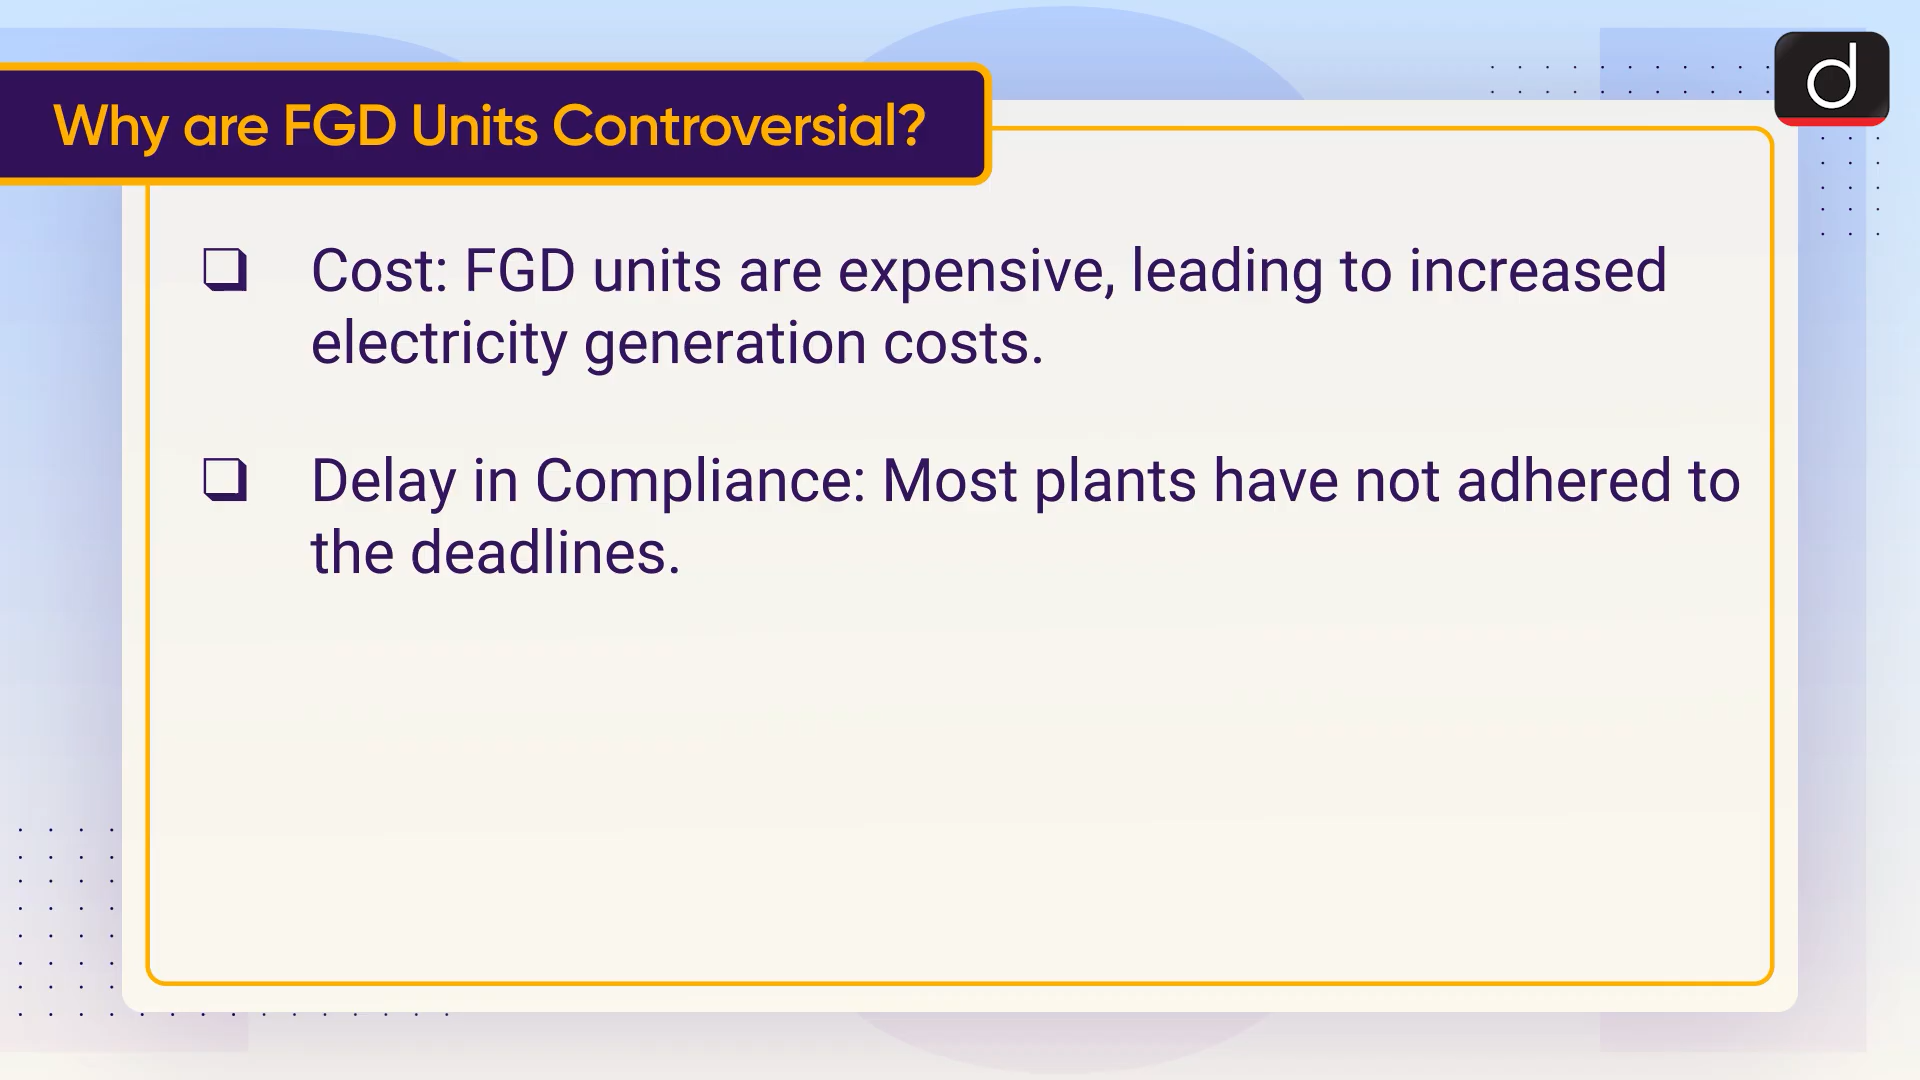 Why are FGD Units Controversial?
d
❑ Cost: FGD units are expensive, leading to increased
electricity generation costs.
❑ Delay in Compliance: Most plants have not adhered to
the deadlines.